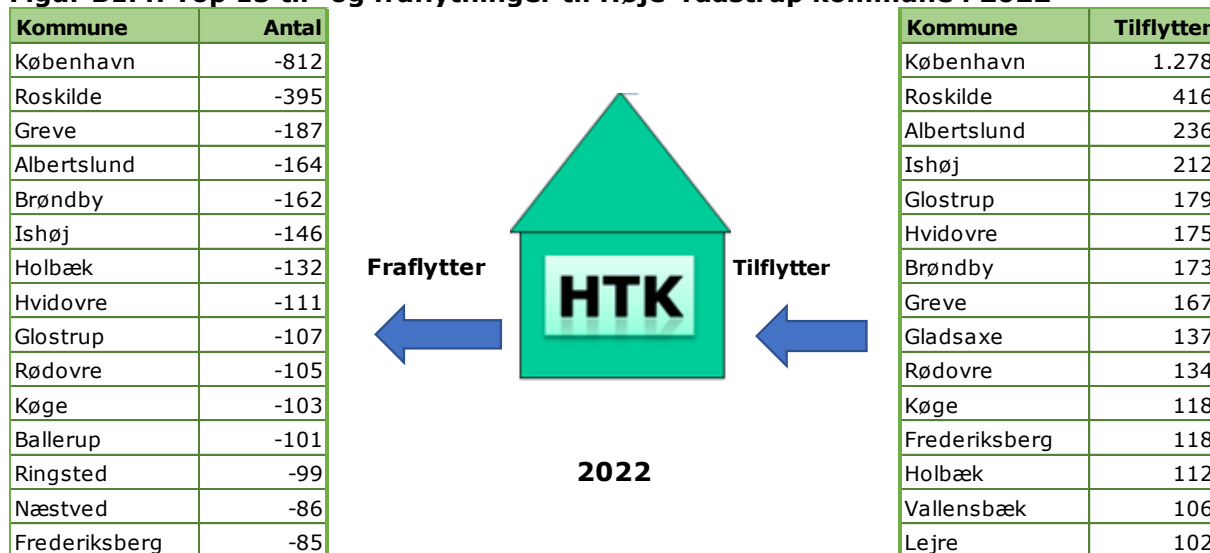 Kommune Antal
København -812
Roskilde -395
Greve -187
Albertslund -164
Brøndby -162
Ishøj -146
Holbæk -132
Hvidovre -111
Glostrup -107
Rødovre -105
Køge -103
Ballerup -101
Ringsted -99
Næstved -86
Frederiksberg -85
Fraflytter
HTK
Tilflytter
2022
Kommune Tilflytter
København 1.278
Roskilde 416
Albertslund 236
Ishøj 212
Glostrup 179
Hvidovre 175
Brøndby 173
Greve 167
Gladsaxe 137
Rødovre 134
Køge 118
Frederiksberg 118
Holbæk 112
Vallensbæk 106
Lejre 102